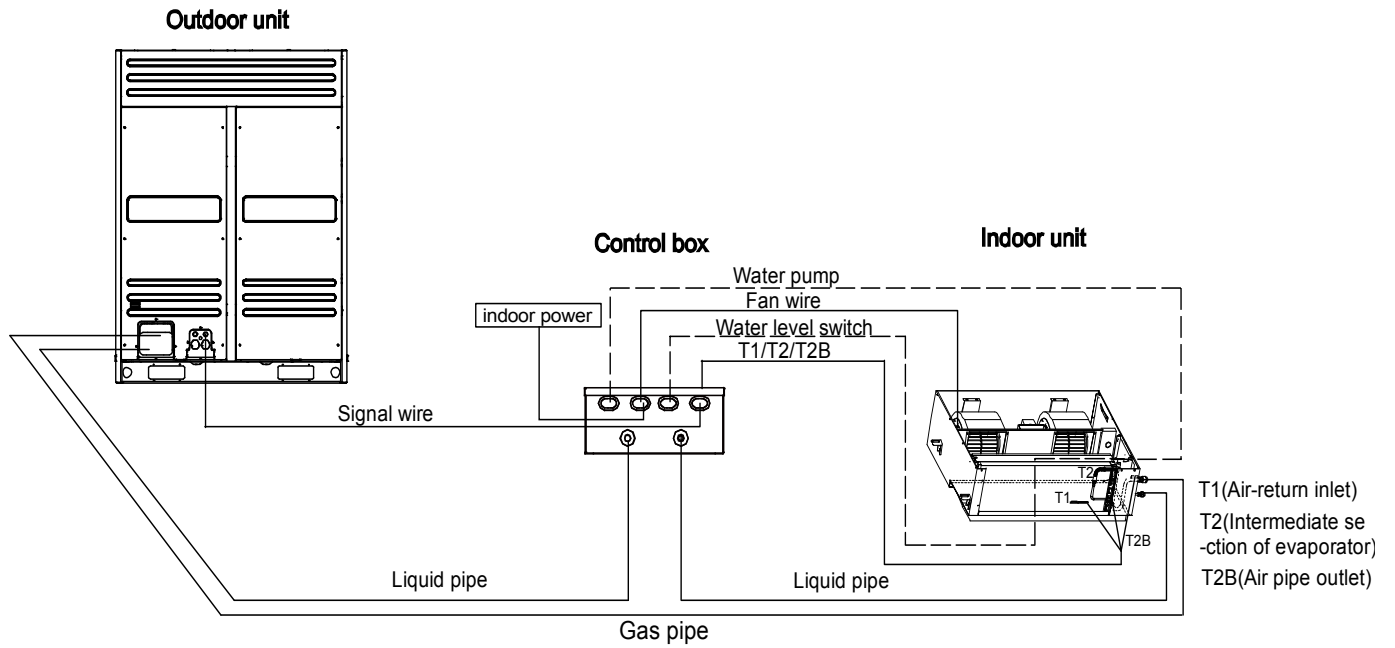 Outdoor unit
Control box
Indoor unit
Water pump
indoor power
Fan wire
Water level switch
T1/T2/T2B
Signal wire
T2
T1
T2B
T1(Air-return inlet)
T2(Intermediate se
-ction of evaporator)
T2B(Air pipe outlet)
Liquid pipe
Liquid pipe
Gas pipe